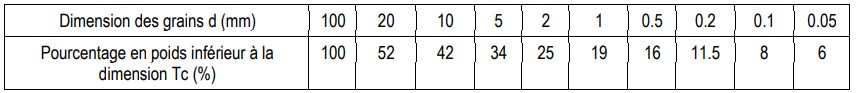 Dimension des grains d (mm) 100 20 10 5 2 1 0.5 0.2 0.1 0.05
Pourcentage en poids inférieur à la
dimension Tc (%) 100 52 42 34 25 19 16 11.5 8 6